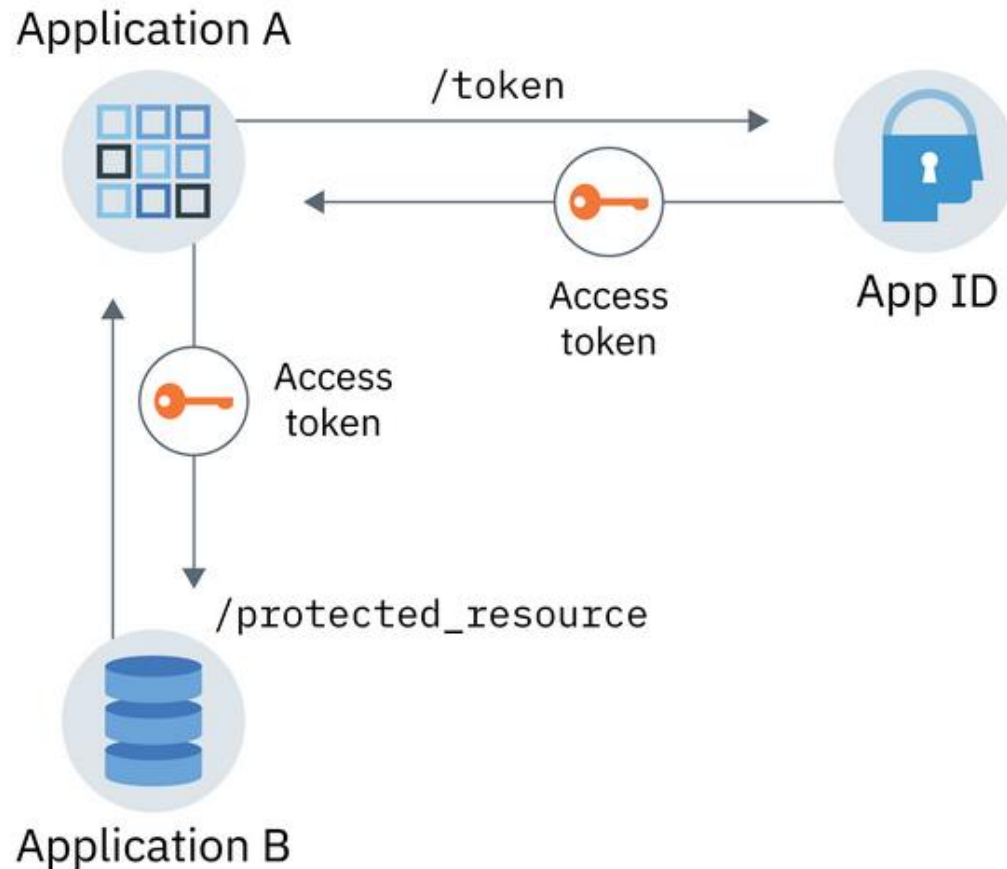 Application A
/token
App ID
Access
token
Access
token
/protected_resource
Application B